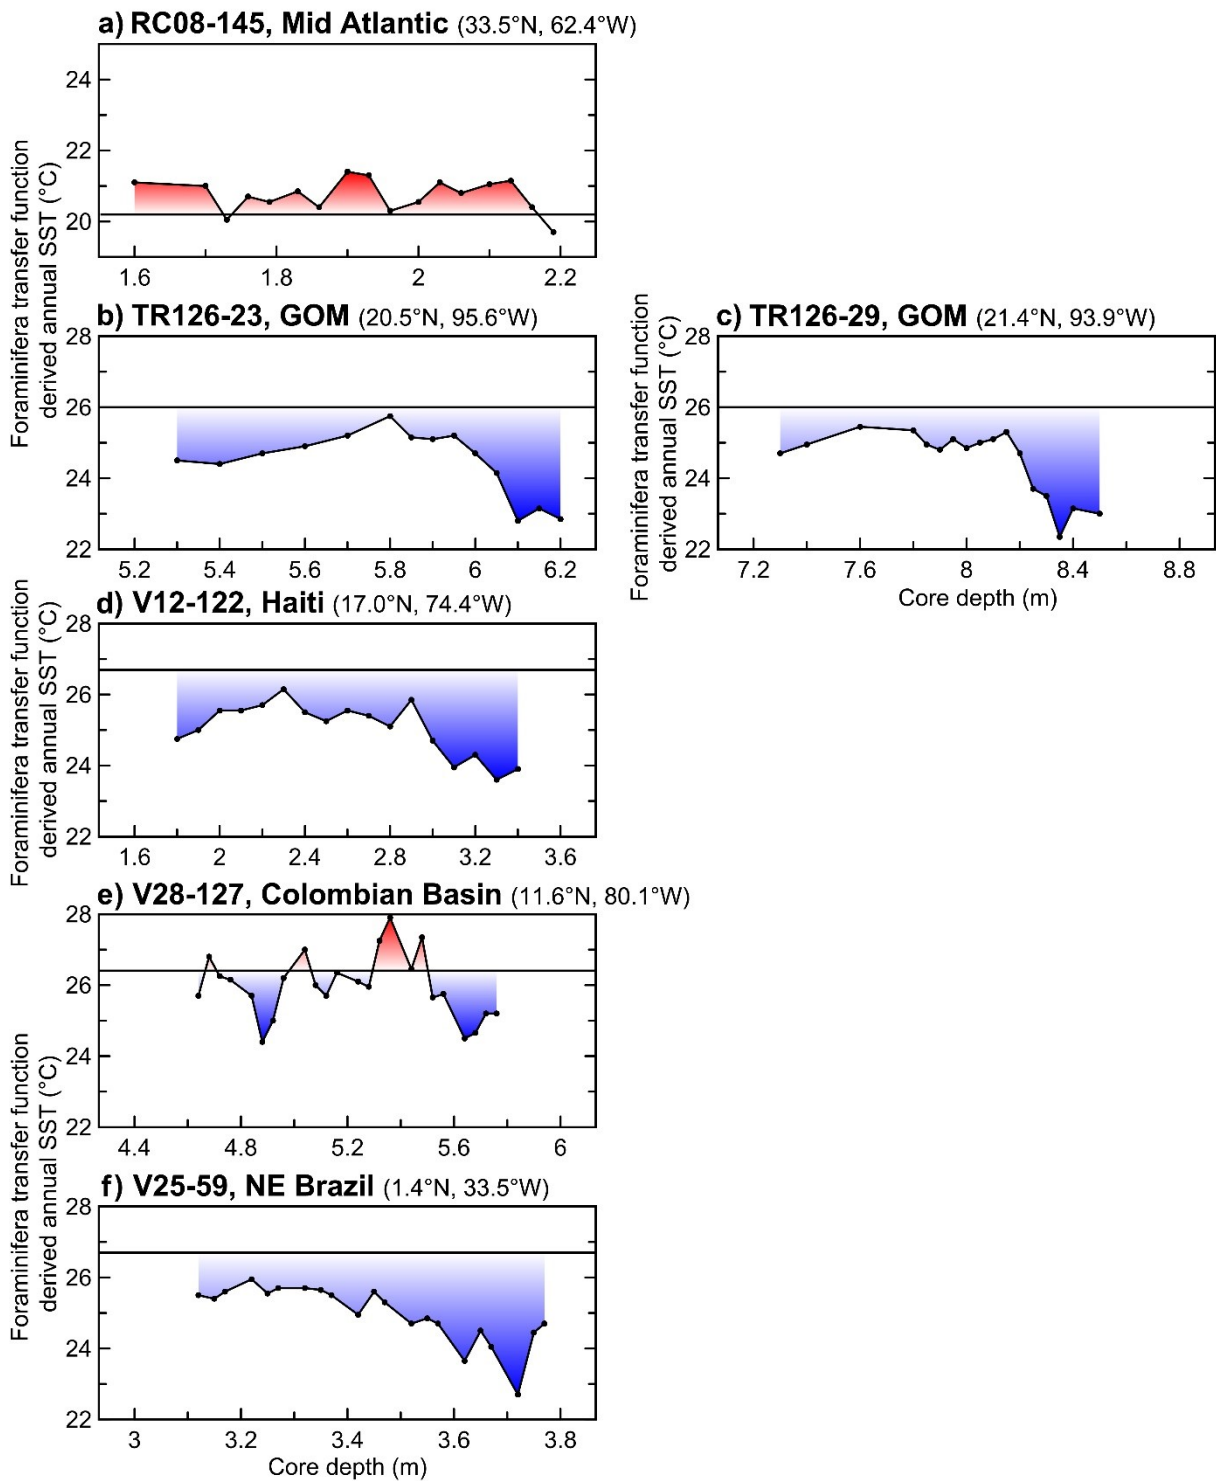 a) RC08-145, Mid Atlantic (33.5°N, 62.4°W)
Foraminifera transfer function
derived annual SST (°C)
24
22
20
1.6 1.8 2 2.2
b) TR126-23, GOM (20.5°N, 95.6°W)
28
26
24
22
5.2 5.4 5.6 5.8 6 6.2
c) TR126-29, GOM (21.4°N, 93.9°W)
Foraminifera transfer function
derived annual SST (°C)
28
26
24
22
7.2 7.6 8 8.4 8.8
Core depth (m)
d) V12-122, Haiti (17.0°N, 74.4°W)
Foraminifera transfer function
derived annual SST (°C)
28
26
24
22
1.6 2 2.4 2.8 3.2 3.6
e) V28-127, Colombian Basin (11.6°N, 80.1°W)
28
26
24
22
4.4 4.8 5.2 5.6 6
f) V25-59, NE Brazil (1.4°N, 33.5°W)
Foraminifera transfer function
derived annual SST (°C)
28
26
24
22
3 3.2 3.4 3.6 3.8
Core depth (m)